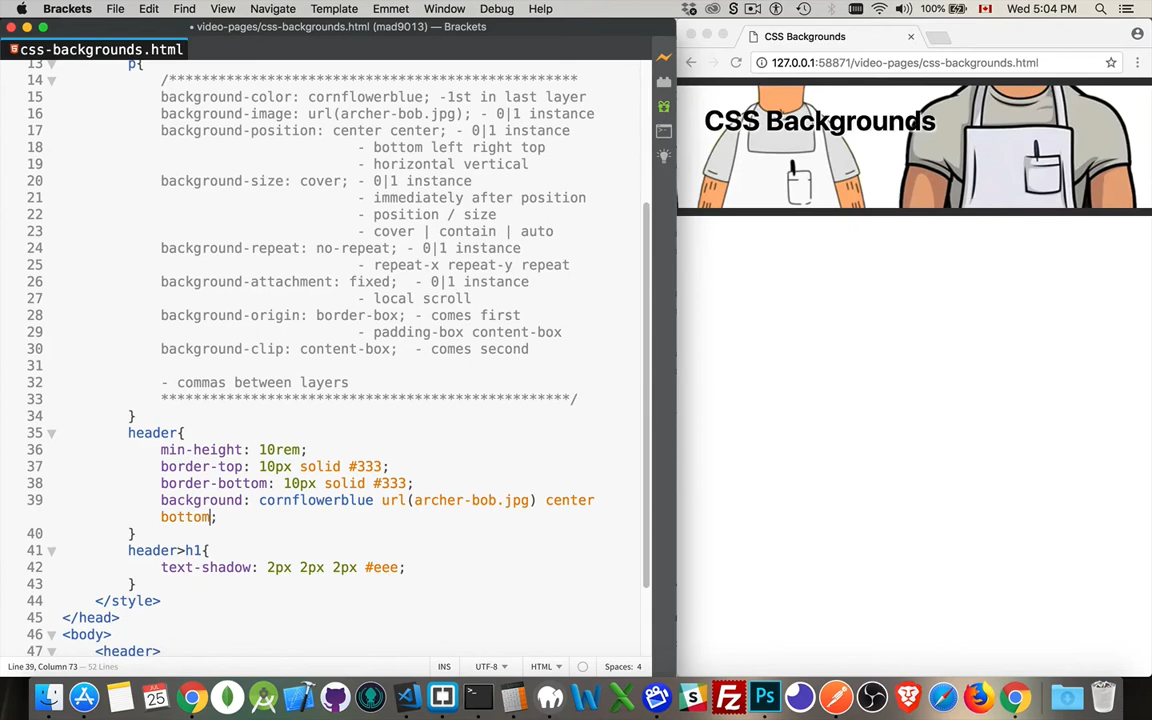 Brackets File Edit Find View Navigate Template Emmet Window Debug Help 100% Wed 5:04 PM
• video-pages/css-backgrounds.html (mad9013) — Brackets
css-backgrounds.html
13 p{
14 /**************************************************
15 background-color: cornflowerblue; -1st in last layer
16 background-image: url(archer-bob.jpg); - 0|1 instance
17 background-position: center center; - 0|1 instance
18 - bottom left right top
19 - horizontal vertical
20 background-size: cover; - 0|1 instance
21 - immediately after position
22 - position / size
23 - cover | contain | auto
24 background-repeat: no-repeat; - 0|1 instance
25 - repeat-x repeat-y repeat
26 background-attachment: fixed;  - 0|1 instance
27 - local scroll
28 background-origin: border-box; - comes first
29 - padding-box content-box
30 background-clip: content-box;  - comes second
31
32 - commas between layers
33 **************************************************/
34 }
35 header{
36 min-height: 10rem;
37 border-top: 10px solid #333;
38 border-bottom: 10px solid #333;
39 background: cornflowerblue url(archer-bob.jpg) center
bottom;
40 }
41 header>h1{
42 text-shadow: 2px 2px 2px #eee;
43 }
44 </style>
45 </head>
46 <body>
47 <header>
Line 39, Column 73 — 52 Lines INS UTF-8 HTML Spaces: 4
CSS Backgrounds
127.0.0.1:58871/video-pages/css-backgrounds.html
CSS Backgrounds
JUL
25